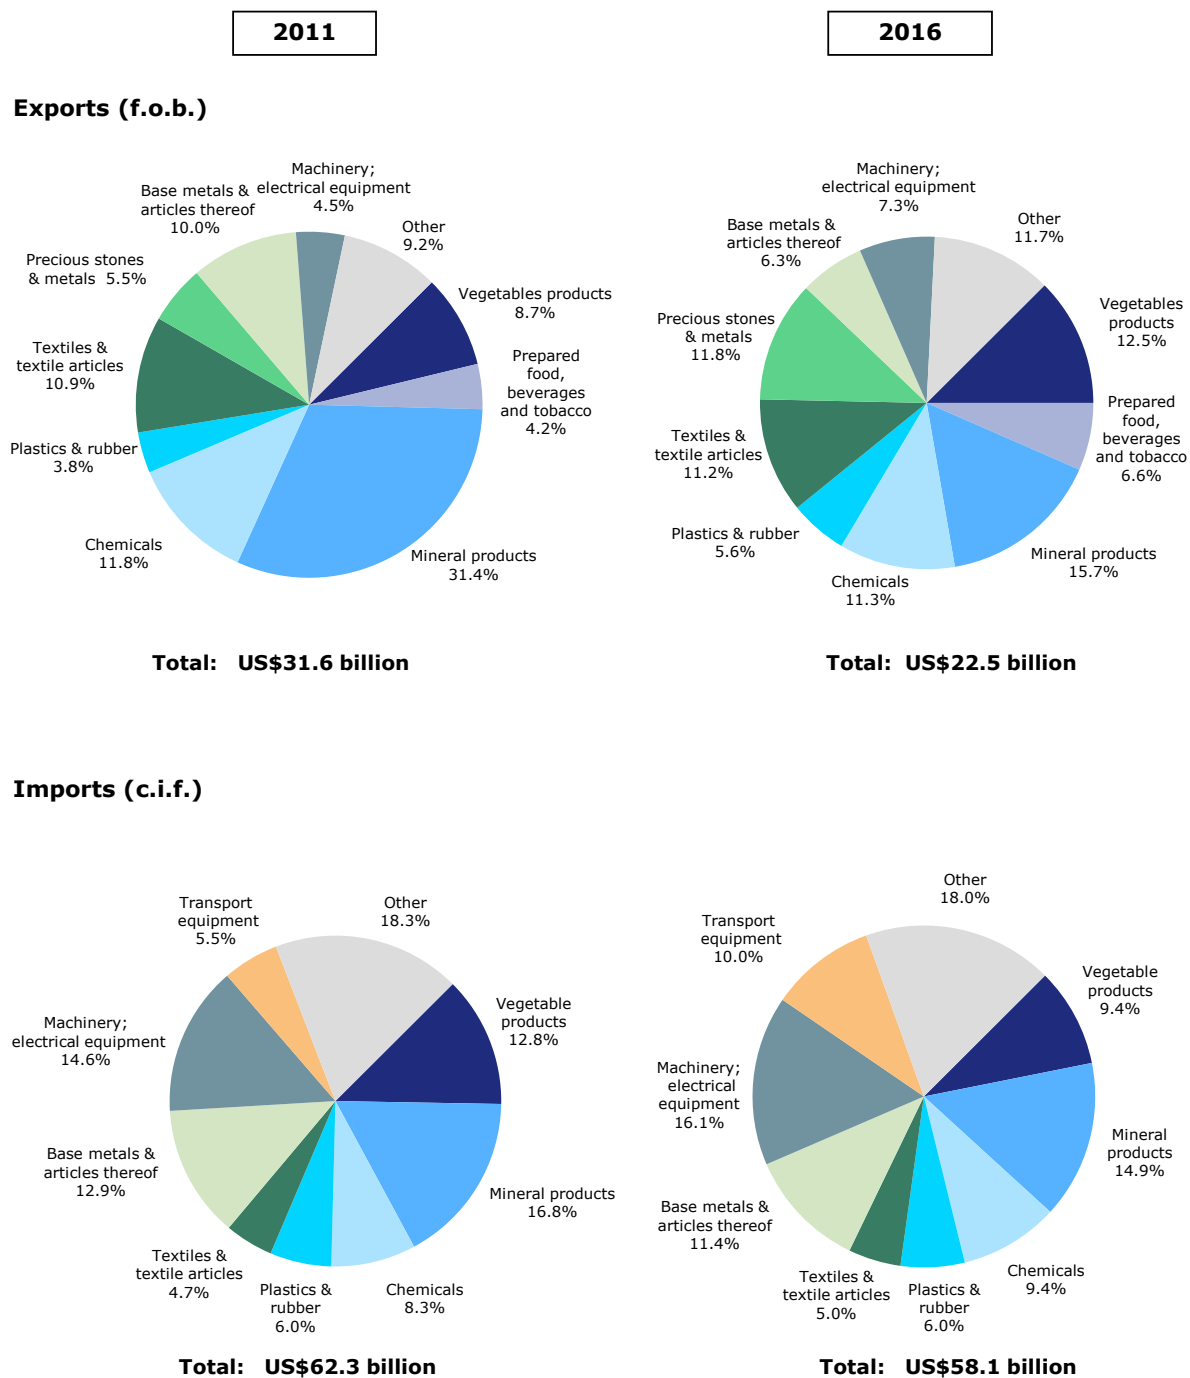 2011
2016
Exports (f.o.b.)
Machinery;
electrical equipment
4.5%
Other
9.2%
Vegetables products
8.7%
Prepared
food,
beverages
and tobacco
4.2%
Mineral products
31.4%
Chemicals
11.8%
Plastics & rubber
3.8%
Textiles &
textile articles
10.9%
Precious stones
& metals 5.5%
Base metals &
articles thereof
10.0%
Total: US$31.6 billion
Machinery;
electrical equipment
7.3%
Other
11.7%
Vegetables
products
12.5%
Prepared
food,
beverages
and tobacco
6.6%
Mineral products
15.7%
Chemicals
11.3%
Plastics & rubber
5.6%
Textiles &
textile articles
11.2%
Precious stones
& metals
11.8%
Base metals &
articles thereof
6.3%
Total: US$22.5 billion
Imports (c.i.f.)
Transport
equipment
5.5%
Other
18.3%
Vegetable
products
12.8%
Mineral products
16.8%
Chemicals
8.3%
Plastics &
rubber
6.0%
Textiles &
textile articles
4.7%
Base metals &
articles thereof
12.9%
Machinery;
electrical equipment
14.6%
Total: US$62.3 billion
Other
18.0%
Vegetable
products
9.4%
Mineral
products
14.9%
Chemicals
9.4%
Plastics &
rubber
6.0%
Textiles &
textile articles
5.0%
Base metals &
articles thereof
11.4%
Machinery;
electrical
equipment
16.1%
Transport
equipment
10.0%
Total: US$58.1 billion